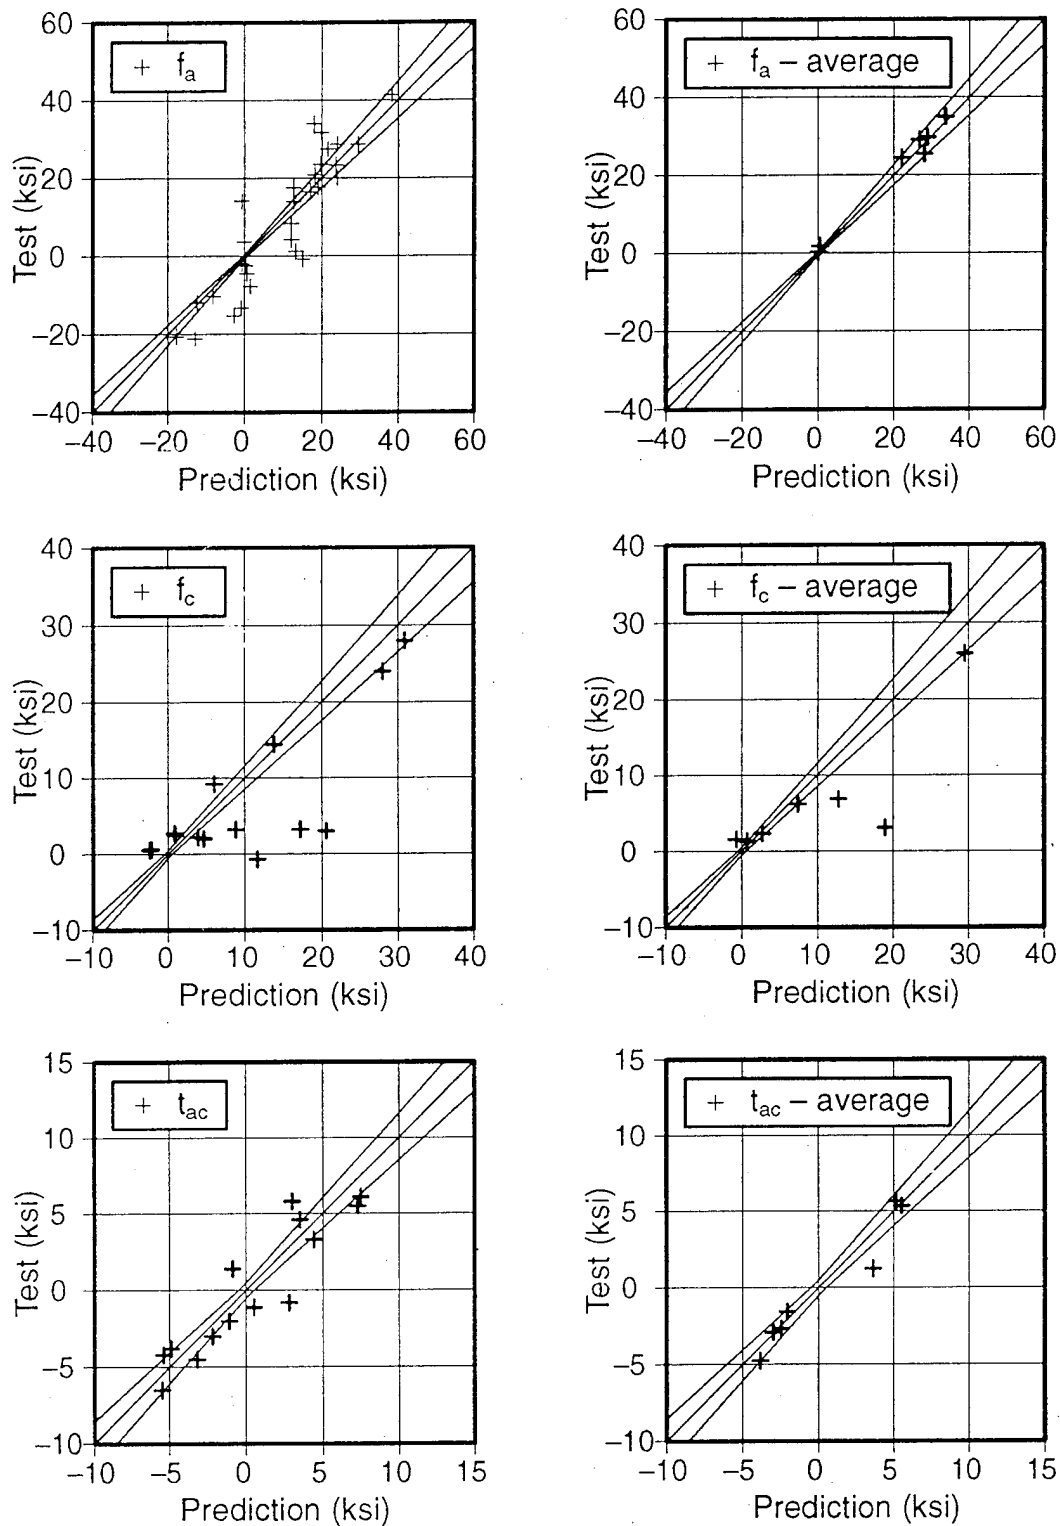 60
40
20
0
−20
−40
Test (ksi)
+ fa
−40 −20 0 20 40 60
Prediction (ksi)
60
40
20
0
−20
−40
Test (ksi)
+ fa – average
−40 −20 0 20 40 60
Prediction (ksi)
40
30
20
10
0
−10
Test (ksi)
+ fc
−10 0 10 20 30 40
Prediction (ksi)
40
30
20
10
0
−10
Test (ksi)
+ fc – average
−10 0 10 20 30 40
Prediction (ksi)
15
10
5
0
−5
−10
Test (ksi)
+ tac
−10 −5 0 5 10 15
Prediction (ksi)
15
10
5
0
−5
−10
Test (ksi)
+ tac – average
−10 −5 0 5 10 15
Prediction (ksi)